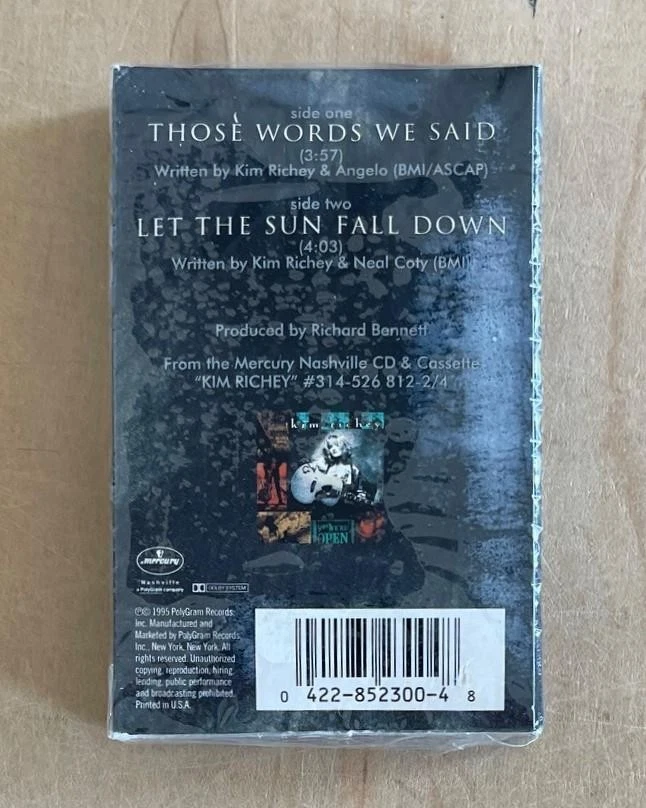 side one
THOSE WORDS WE SAID
(3:57)
Written by Kim Richey & Angelo (BMI/ASCAP)
side two
LET THE SUN FALL DOWN
(4:03)
Written by Kim Richey & Neal Coty (BMI)
Produced by Richard Bennett
From the Mercury Nashville CD & Cassette
"KIM RICHEY" #314-526 812-2/4
kim richey
OPEN
mercury
Nashville
a PolyGram company
DOLBY SYSTEM
℗© 1995 PolyGram Records,
Inc. Manufactured and
Marketed by PolyGram Records,
Inc., New York, New York. All
rights reserved. Unauthorized
copying, reproduction, hiring,
lending, public performance
and broadcasting prohibited.
Printed in U.S.A.
0 422-852300-4 8